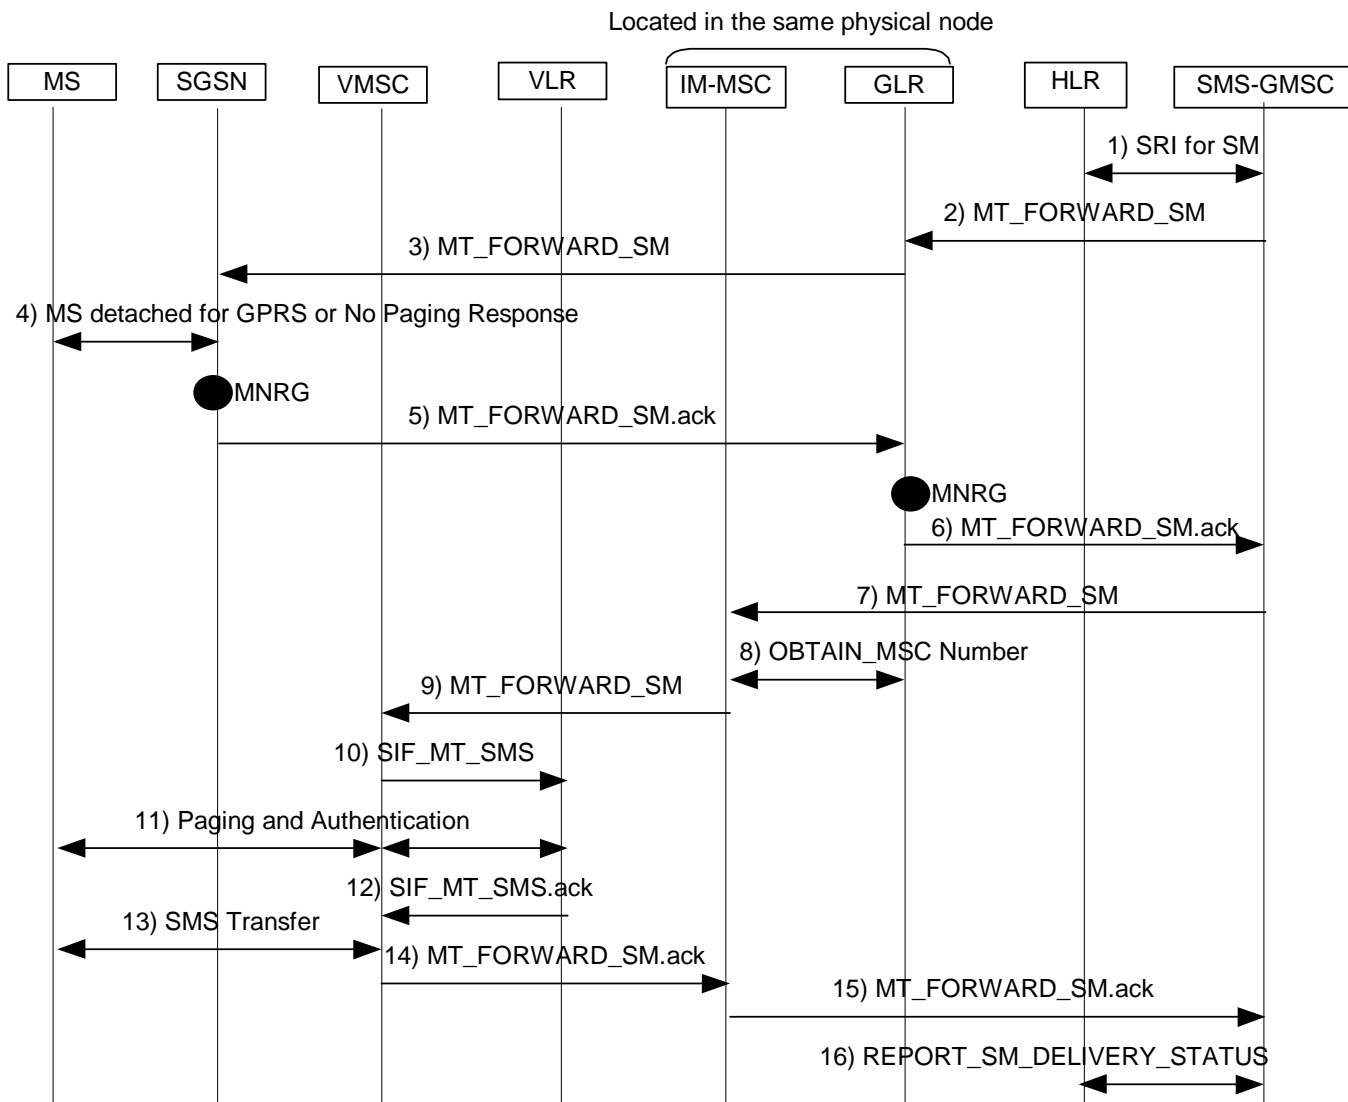 Located in the same physical node
MS
SGSN
VMSC
VLR
IM-MSC
GLR
HLR
SMS-GMSC
1) SRI for SM
2) MT_FORWARD_SM
3) MT_FORWARD_SM
4) MS detached for GPRS or No Paging Response
MNRG
5) MT_FORWARD_SM.ack
MNRG
6) MT_FORWARD_SM.ack
7) MT_FORWARD_SM
8) OBTAIN_MSC Number
9) MT_FORWARD_SM
10) SIF_MT_SMS
11) Paging and Authentication
12) SIF_MT_SMS.ack
13) SMS Transfer
14) MT_FORWARD_SM.ack
15) MT_FORWARD_SM.ack
16) REPORT_SM_DELIVERY_STATUS